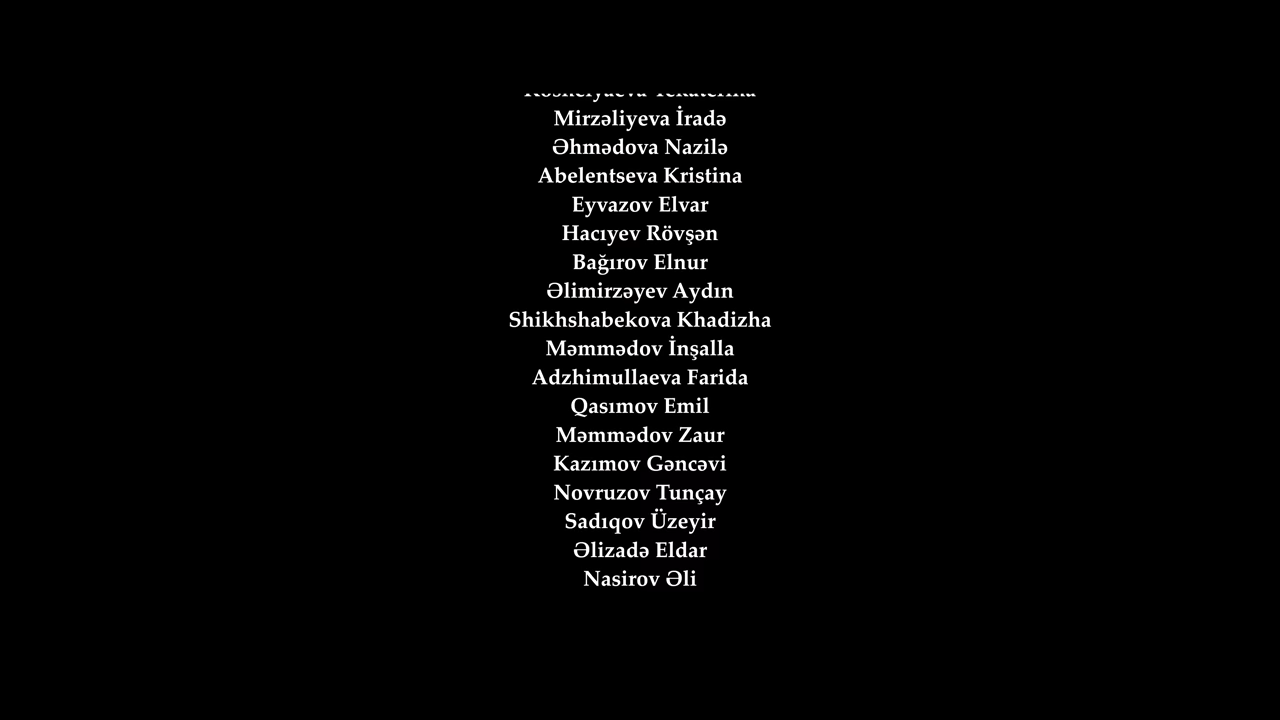 Mirzəliyeva İradə
Əhmədova Nazilə
Abelentseva Kristina
Eyvazov Elvar
Hacıyev Rövşən
Bağırov Elnur
Əlimirzəyev Aydın
Shikhshabekova Khadizha
Məmmədov İnşalla
Adzhimullaeva Farida
Qasımov Emil
Məmmədov Zaur
Kazımov Gəncəvi
Novruzov Tunçay
Sadıqov Üzeyir
Əlizadə Eldar
Nasirov Əli